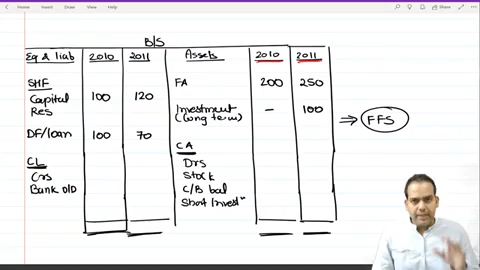 Home Insert Draw View Help
B/S
Eq & liab 2010 2011 Assets 2010 2011
SHF FA 200 250
Capital 100 120
Res Investment - 100
(long term) ⇒ FFS
DF/loan 100 70
CA
CL Drs
Crs Stock
Bank O/D C/B bal
Short Invest"